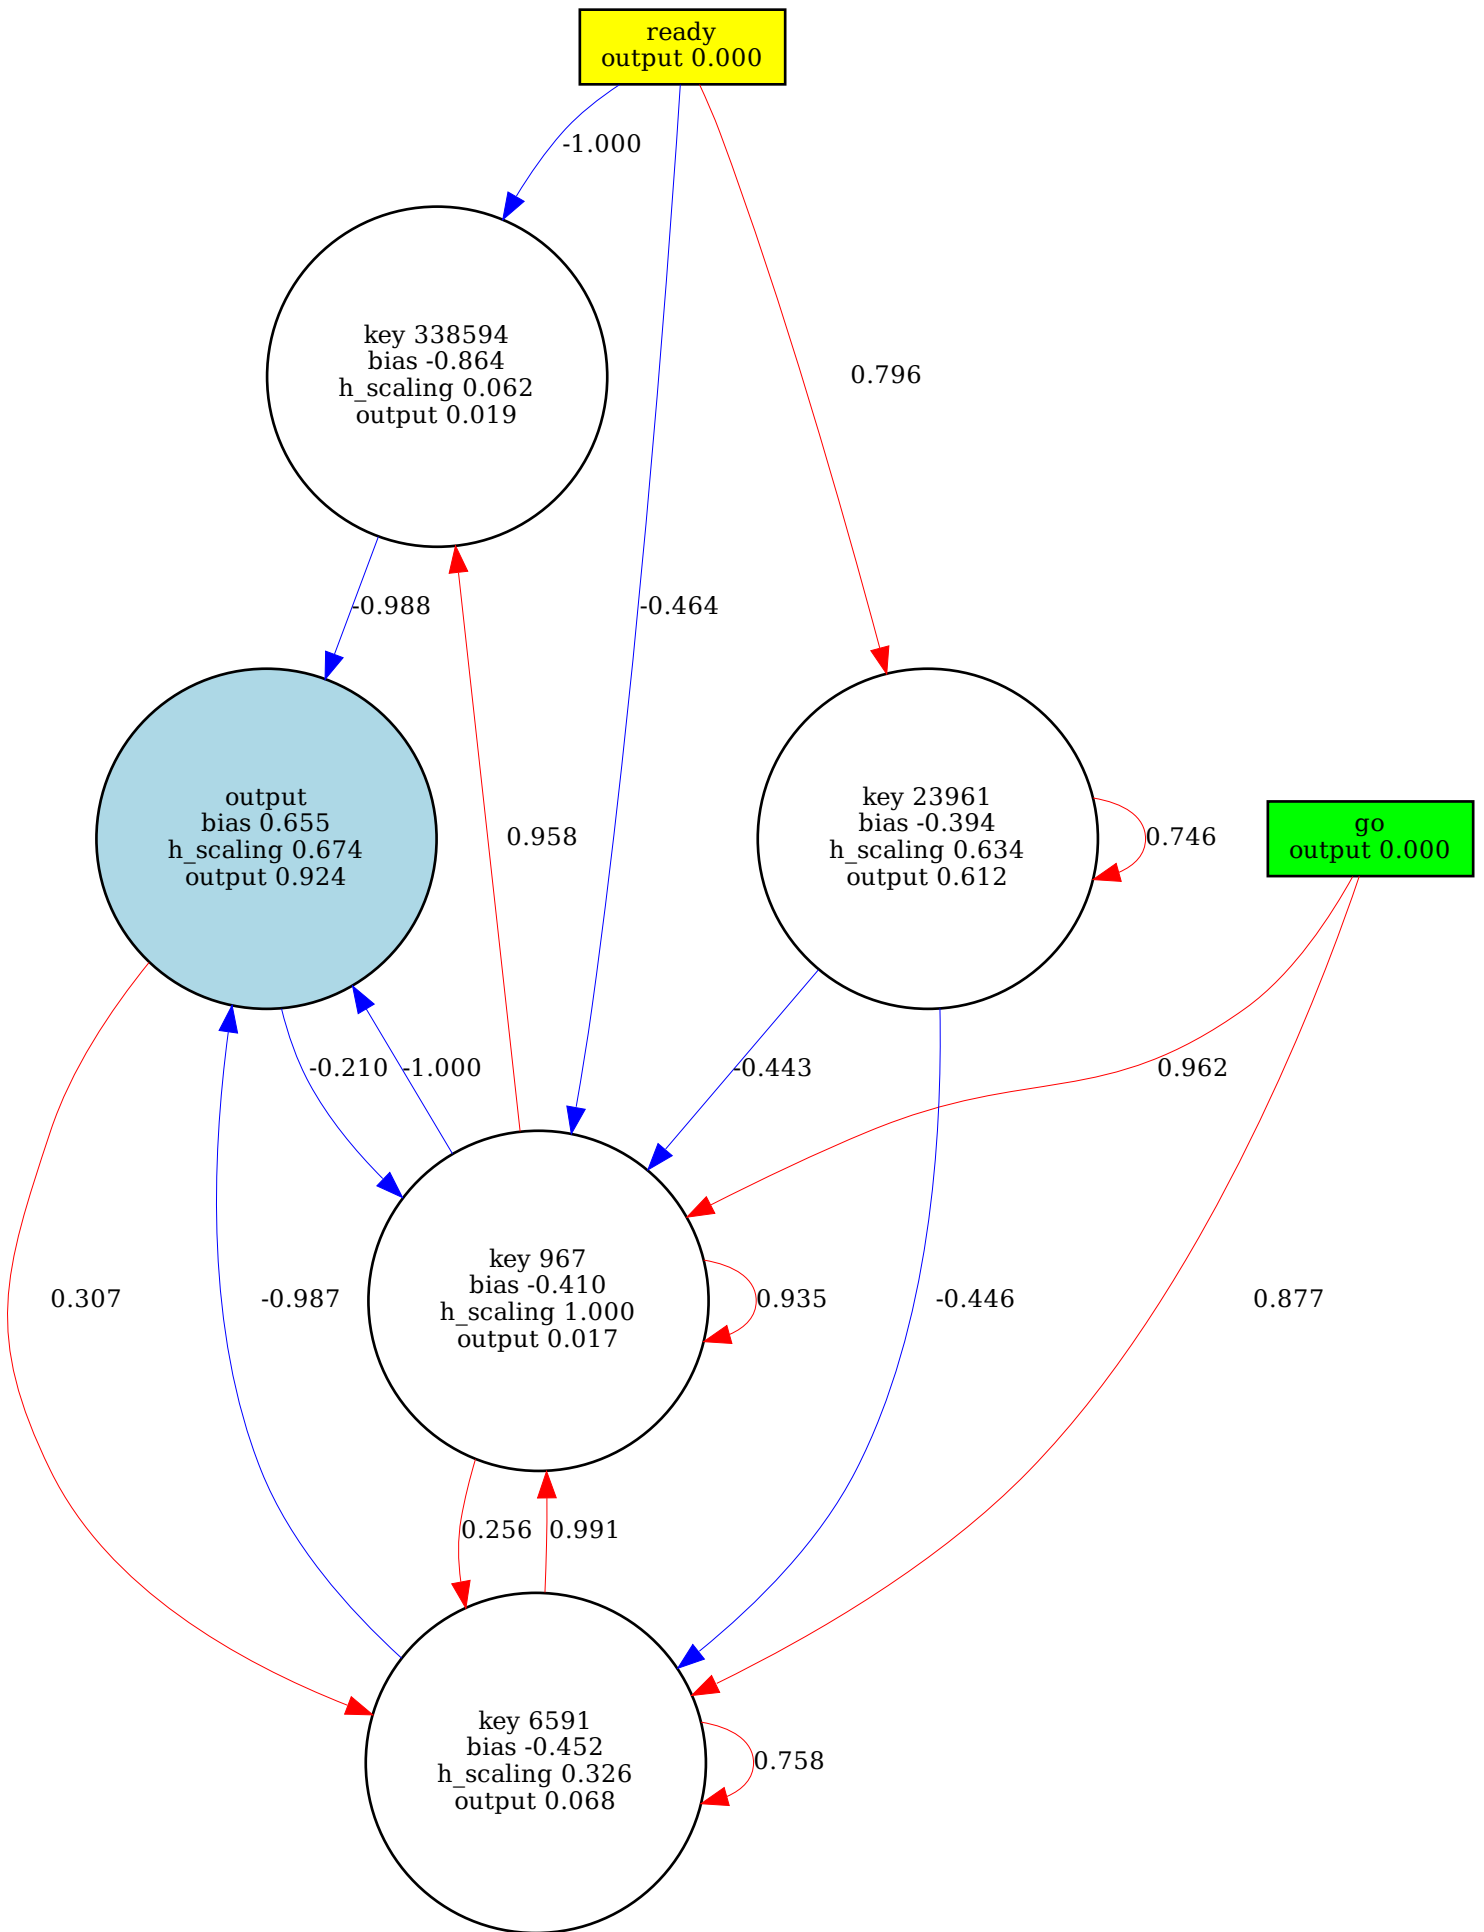 ready
output 0.000
-1.000
key 338594
bias -0.864
h_scaling 0.062
output 0.019
0.796
-0.988
-0.464
output
bias 0.655
h_scaling 0.674
output 0.924
0.958
key 23961
bias -0.394
h_scaling 0.634
output 0.612
0.746
go
output 0.000
-0.210
-1.000
-0.443
0.962
0.307
-0.987
key 967
bias -0.410
h_scaling 1.000
output 0.017
0.935
-0.446
0.877
0.256
0.991
key 6591
bias -0.452
h_scaling 0.326
output 0.068
0.758